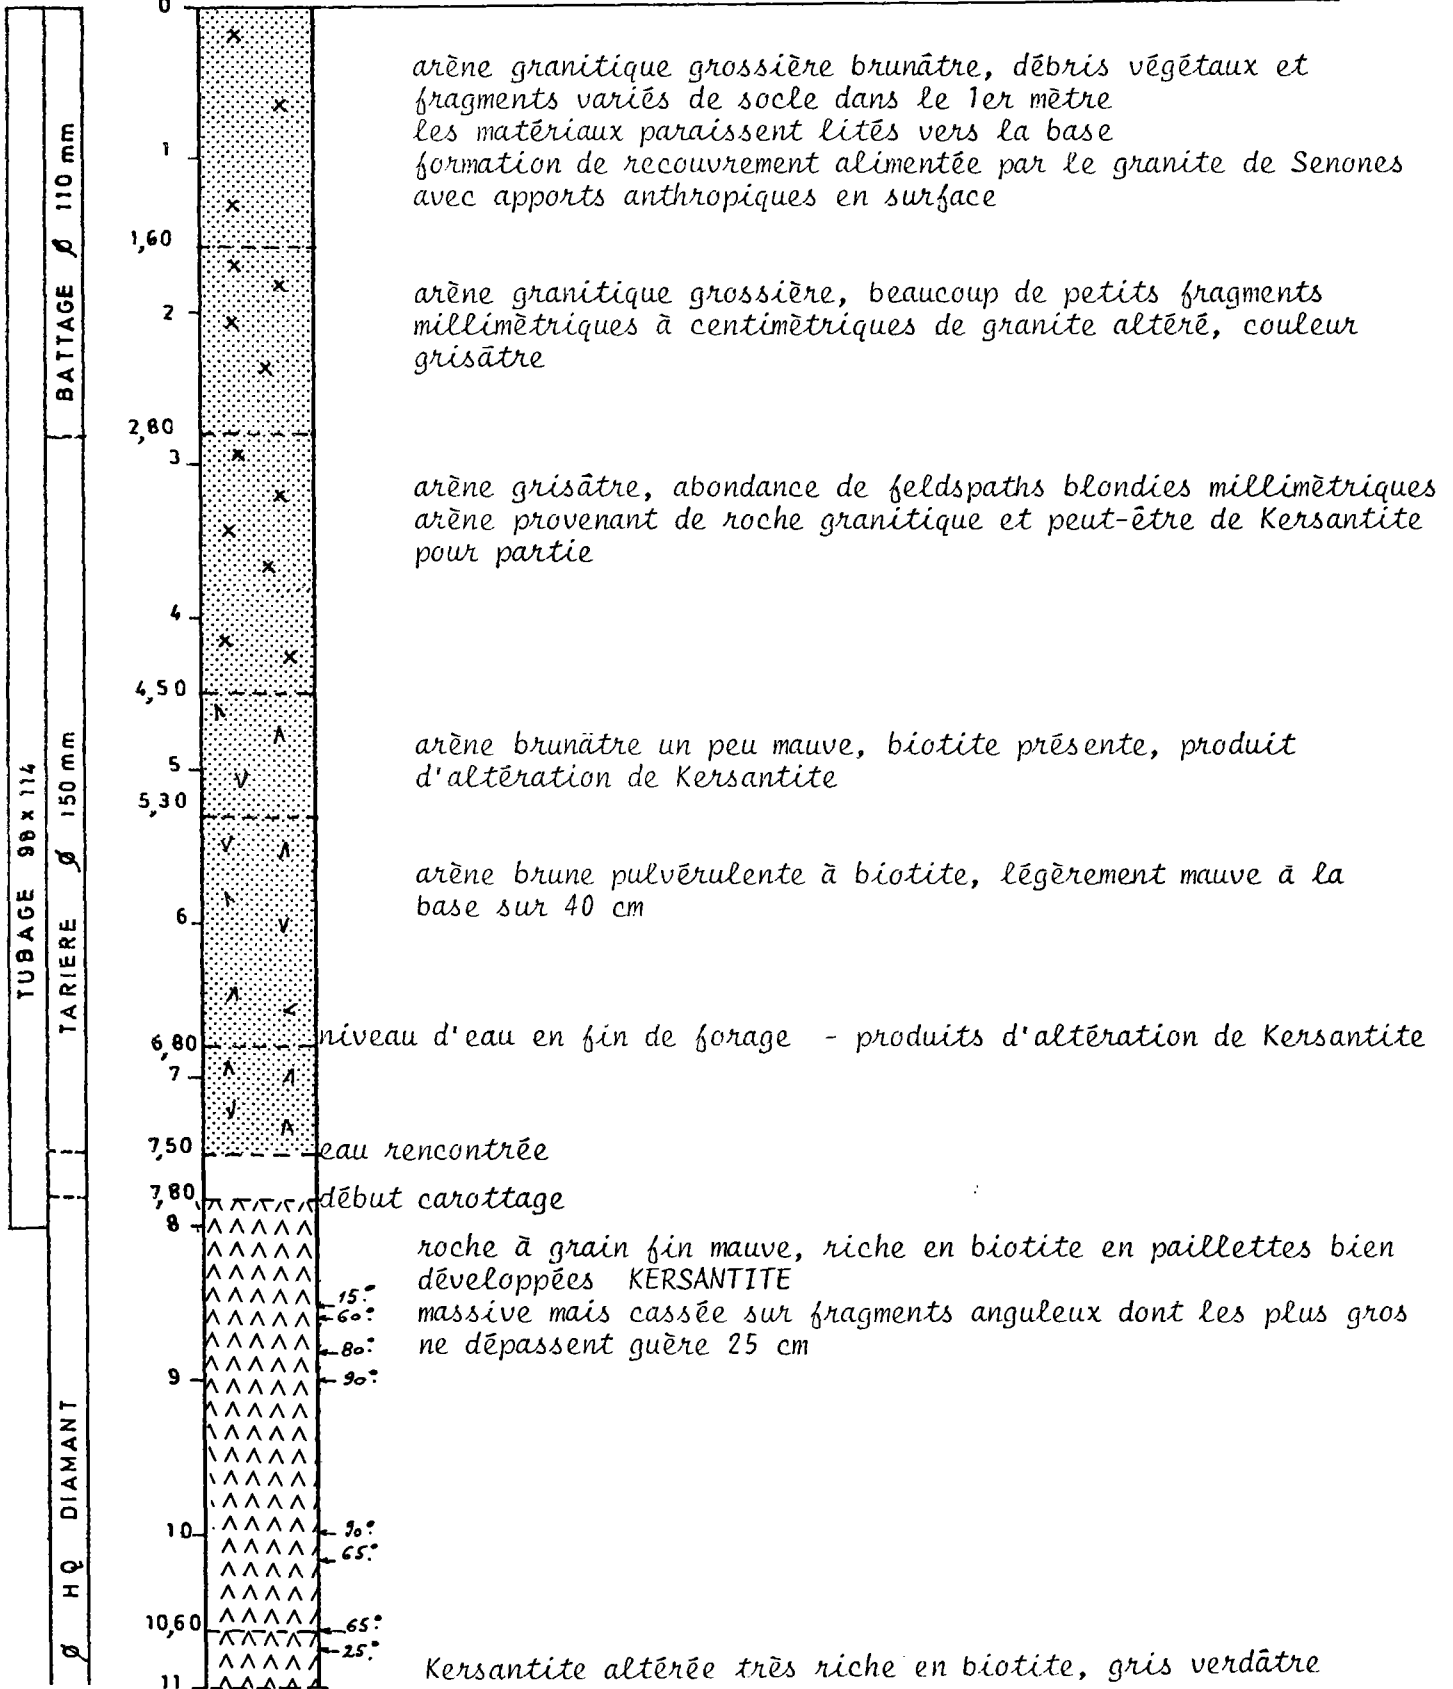 0
arène granitique grossière brunâtre, débris végétaux et
fragments variés de socle dans le 1er mètre
les matériaux paraissent lités vers la base
1
formation de recouvrement alimentée par le granite de Senones
avec apports anthropiques en surface
BATTAGE Ø 110 mm
1,60
arène granitique grossière, beaucoup de petits fragments
2
millimètriques à centimètriques de granite altéré, couleur
grisâtre
2,80
3
arène grisâtre, abondance de feldspaths blondies millimètriques
arène provenant de roche granitique et peut-être de Kersantite
pour partie
4
4,50
arène brunâtre un peu mauve, biotite présente, produit
5
d'altération de Kersantite
5,30
TUBAGE 98 x 114
TARIERE Ø 150 mm
arène brune pulvérulente à biotite, légèrement mauve à la
base sur 40 cm
6
6,80
niveau d'eau en fin de forage - produits d'altération de Kersantite
7
7,50
eau rencontrée
7,80
début carottage
8
roche à grain fin mauve, riche en biotite en paillettes bien
développées KERSANTITE
15°
massive mais cassée sur fragments anguleux dont les plus gros
60°
80°
ne dépassent guère 25 cm
9
90°
Ø HQ DIAMANT
10
90°
65°
10,60
65°
25°
Kersantite altérée très riche en biotite, gris verdâtre
11